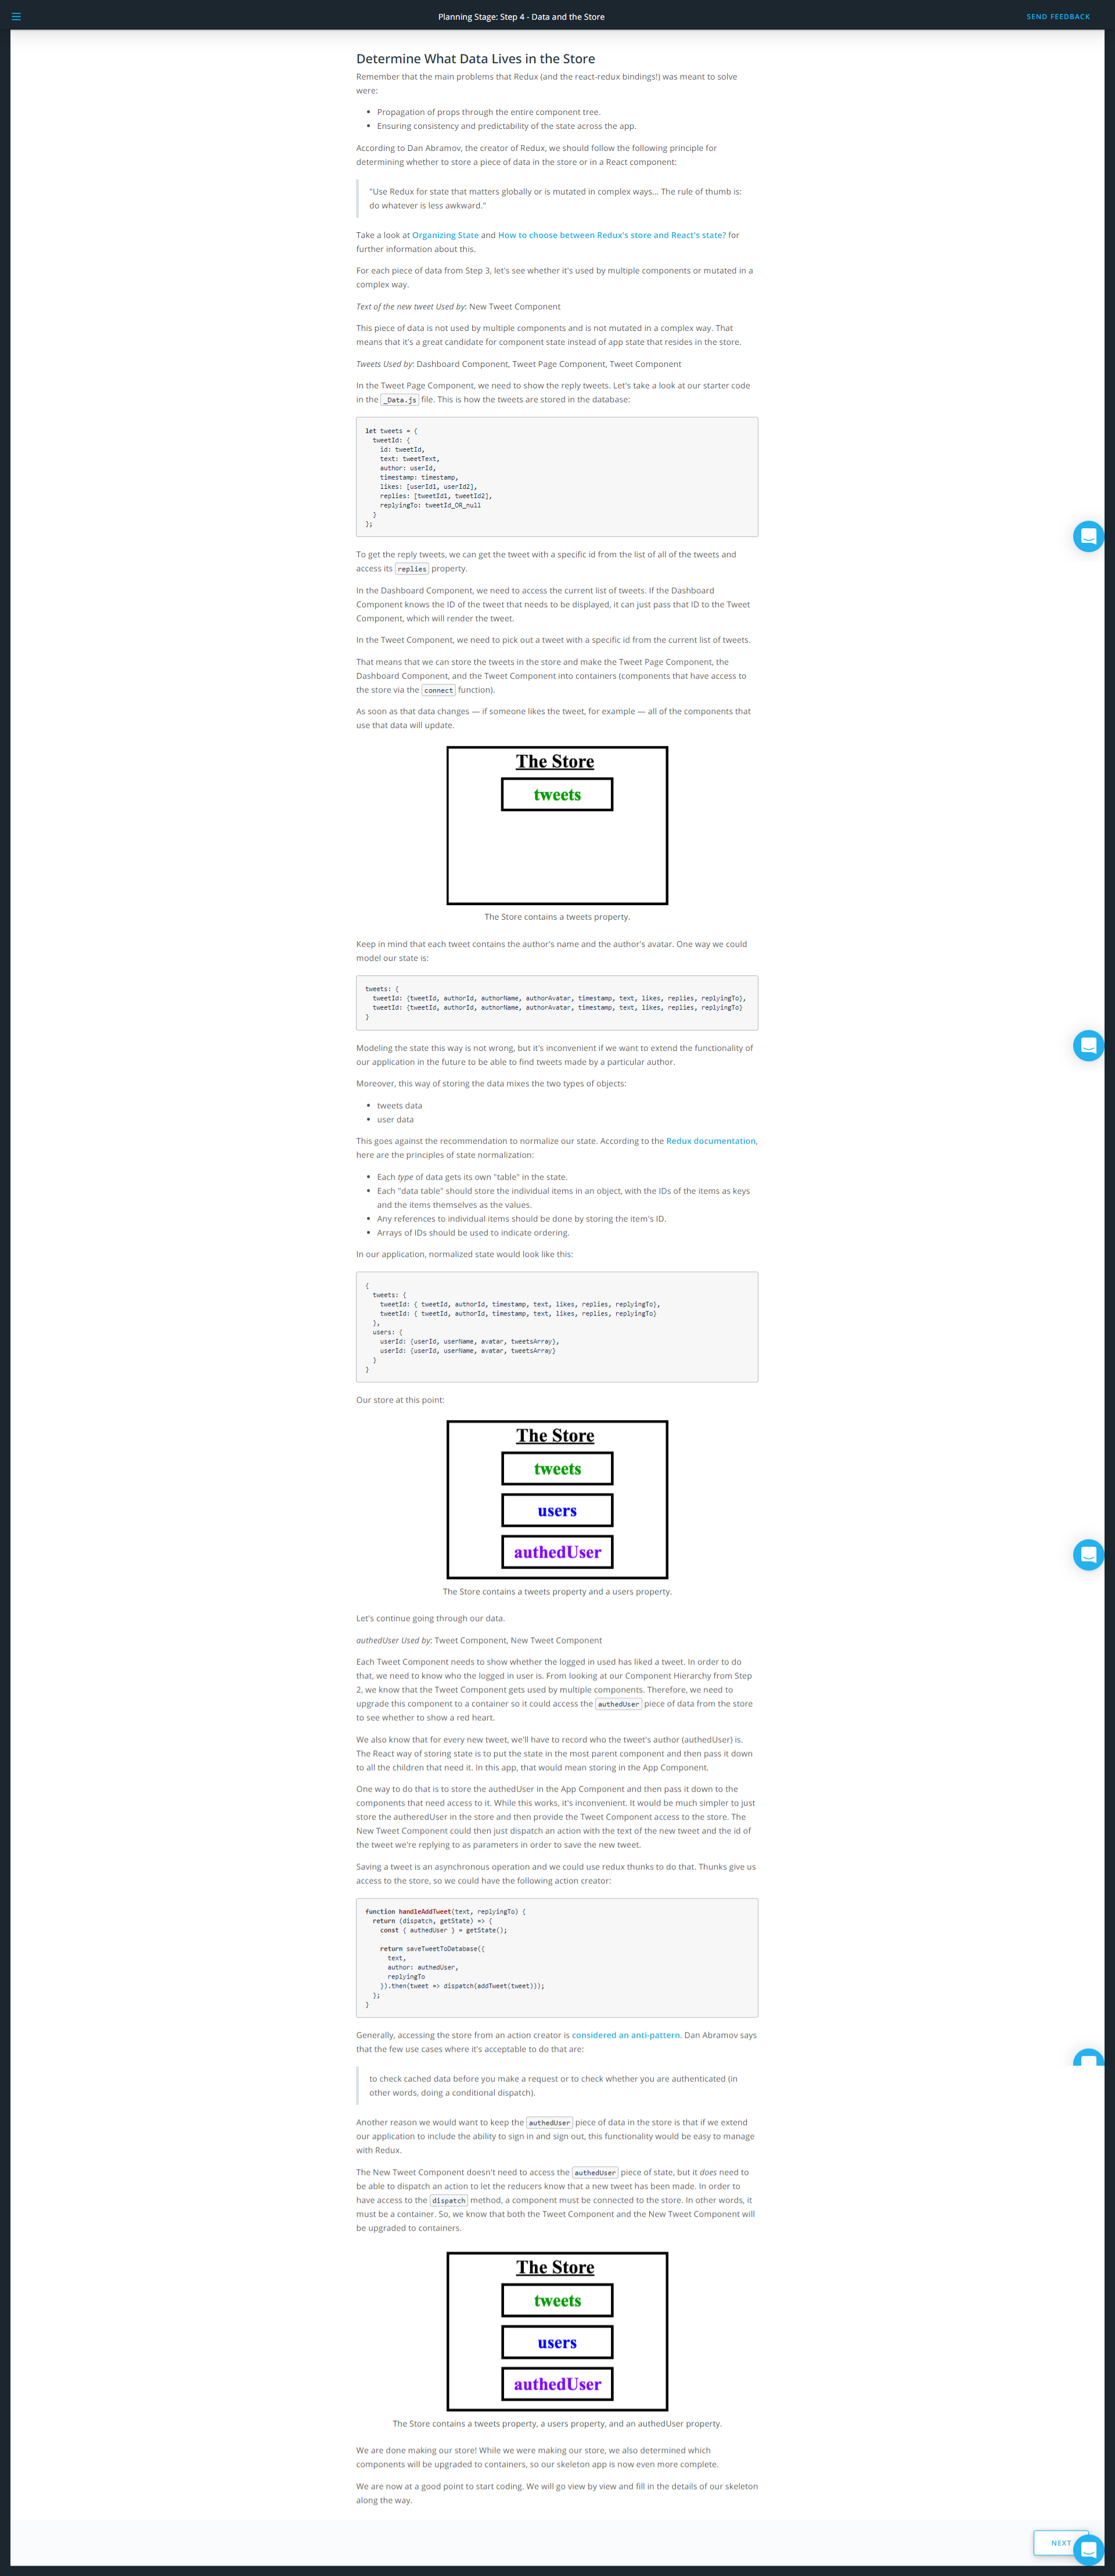 Planning Stage: Step 4 - Data and the Store
SEND FEEDBACK
Determine What Data Lives in the Store
Remember that the main problems that Redux (and the react-redux bindings!) was meant to solve
were:
Propagation of props through the entire component tree.
Ensuring consistency and predictability of the state across the app.
According to Dan Abramov, the creator of Redux, we should follow the following principle for
determining whether to store a piece of data in the store or in a React component:
"Use Redux for state that matters globally or is mutated in complex ways... The rule of thumb is:
do whatever is less awkward."
Take a look at Organizing State and How to choose between Redux's store and React's state? for
further information about this.
For each piece of data from Step 3, let's see whether it's used by multiple components or mutated in a
complex way.
Text of the new tweet Used by: New Tweet Component
This piece of data is not used by multiple components and is not mutated in a complex way. That
means that it's a great candidate for component state instead of app state that resides in the store.
Tweets Used by: Dashboard Component, Tweet Page Component, Tweet Component
In the Tweet Page Component, we need to show the reply tweets. Let's take a look at our starter code
in the _Data.js file. This is how the tweets are stored in the database:
let tweets = {
tweetId: {
id: tweetId,
text: tweetText,
author: userId,
timestamp: timestamp,
likes: [userId1, userId2],
replies: [tweetId1, tweetId2],
replyingTo: tweetId_OR_null
}
};
To get the reply tweets, we can get the tweet with a specific id from the list of all of the tweets and
access its replies property.
In the Dashboard Component, we need to access the current list of tweets. If the Dashboard
Component knows the ID of the tweet that needs to be displayed, it can just pass that ID to the Tweet
Component, which will render the tweet.
In the Tweet Component, we need to pick out a tweet with a specific id from the current list of tweets.
That means that we can store the tweets in the store and make the Tweet Page Component, the
Dashboard Component, and the Tweet Component into containers (components that have access to
the store via the connect function).
As soon as that data changes — if someone likes the tweet, for example — all of the components that
use that data will update.
The Store
tweets
The Store contains a tweets property.
Keep in mind that each tweet contains the author's name and the author's avatar. One way we could
model our state is:
tweets: {
tweetId: {tweetId, authorId, authorName, authorAvatar, timestamp, text, likes, replies, replyingTo},
tweetId: {tweetId, authorId, authorName, authorAvatar, timestamp, text, likes, replies, replyingTo}
}
Modeling the state this way is not wrong, but it's inconvenient if we want to extend the functionality of
our application in the future to be able to find tweets made by a particular author.
Moreover, this way of storing the data mixes the two types of objects:
tweets data
user data
This goes against the recommendation to normalize our state. According to the Redux documentation,
here are the principles of state normalization:
Each type of data gets its own "table" in the state.
Each "data table" should store the individual items in an object, with the IDs of the items as keys
and the items themselves as the values.
Any references to individual items should be done by storing the item's ID.
Arrays of IDs should be used to indicate ordering.
In our application, normalized state would look like this:
{
tweets: {
tweetId: { tweetId, authorId, timestamp, text, likes, replies, replyingTo},
tweetId: { tweetId, authorId, timestamp, text, likes, replies, replyingTo}
},
users: {
userId: {userId, userName, avatar, tweetsArray},
userId: {userId, userName, avatar, tweetsArray}
}
}
Our store at this point:
The Store
tweets
users
authedUser
The Store contains a tweets property and a users property.
Let's continue going through our data.
authedUser Used by: Tweet Component, New Tweet Component
Each Tweet Component needs to show whether the logged in used has liked a tweet. In order to do
that, we need to know who the logged in user is. From looking at our Component Hierarchy from Step
2, we know that the Tweet Component gets used by multiple components. Therefore, we need to
upgrade this component to a container so it could access the authedUser piece of data from the store
to see whether to show a red heart.
We also know that for every new tweet, we'll have to record who the tweet's author (authedUser) is.
The React way of storing state is to put the state in the most parent component and then pass it down
to all the children that need it. In this app, that would mean storing in the App Component.
One way to do that is to store the authedUser in the App Component and then pass it down to the
components that need access to it. While this works, it's inconvenient. It would be much simpler to just
store the autheredUser in the store and then provide the Tweet Component access to the store. The
New Tweet Component could then just dispatch an action with the text of the new tweet and the id of
the tweet we're replying to as parameters in order to save the new tweet.
Saving a tweet is an asynchronous operation and we could use redux thunks to do that. Thunks give us
access to the store, so we could have the following action creator:
function handleAddTweet(text, replyingTo) {
return (dispatch, getState) => {
const { authedUser } = getState();
return saveTweetToDatabase({
text,
author: authedUser,
replyingTo
}).then(tweet => dispatch(addTweet(tweet)));
};
}
Generally, accessing the store from an action creator is considered an anti-pattern. Dan Abramov says
that the few use cases where it's acceptable to do that are:
to check cached data before you make a request or to check whether you are authenticated (in
other words, doing a conditional dispatch).
Another reason we would want to keep the authedUser piece of data in the store is that if we extend
our application to include the ability to sign in and sign out, this functionality would be easy to manage
with Redux.
The New Tweet Component doesn't need to access the authedUser piece of state, but it does need to
be able to dispatch an action to let the reducers know that a new tweet has been made. In order to
have access to the dispatch method, a component must be connected to the store. In other words, it
must be a container. So, we know that both the Tweet Component and the New Tweet Component will
be upgraded to containers.
The Store
tweets
users
authedUser
The Store contains a tweets property, a users property, and an authedUser property.
We are done making our store! While we were making our store, we also determined which
components will be upgraded to containers, so our skeleton app is now even more complete.
We are now at a good point to start coding. We will go view by view and fill in the details of our skeleton
along the way.
NEXT